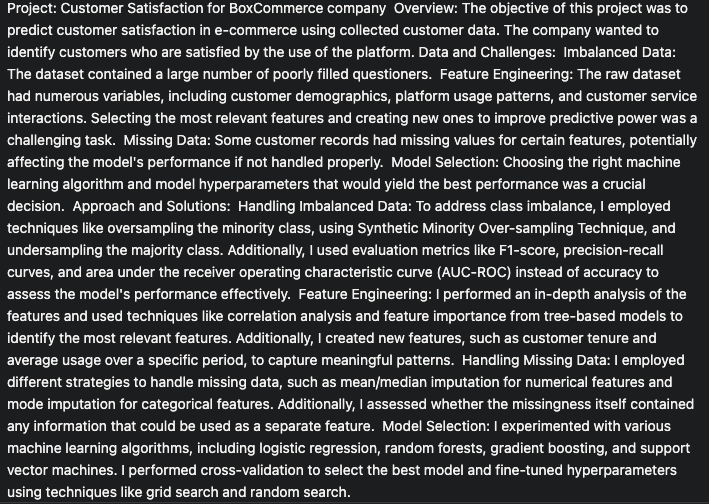 Project: Customer Satisfaction for BoxCommerce company  Overview: The objective of this project was to
predict customer satisfaction in e-commerce using collected customer data. The company wanted to
identify customers who are satisfied by the use of the platform. Data and Challenges:  Imbalanced Data:
The dataset contained a large number of poorly filled questioners.  Feature Engineering: The raw dataset
had numerous variables, including customer demographics, platform usage patterns, and customer service
interactions. Selecting the most relevant features and creating new ones to improve predictive power was a
challenging task.  Missing Data: Some customer records had missing values for certain features, potentially
affecting the model's performance if not handled properly.  Model Selection: Choosing the right machine
learning algorithm and model hyperparameters that would yield the best performance was a crucial
decision.  Approach and Solutions:  Handling Imbalanced Data: To address class imbalance, I employed
techniques like oversampling the minority class, using Synthetic Minority Over-sampling Technique, and
undersampling the majority class. Additionally, I used evaluation metrics like F1-score, precision-recall
curves, and area under the receiver operating characteristic curve (AUC-ROC) instead of accuracy to
assess the model's performance effectively.  Feature Engineering: I performed an in-depth analysis of the
features and used techniques like correlation analysis and feature importance from tree-based models to
identify the most relevant features. Additionally, I created new features, such as customer tenure and
average usage over a specific period, to capture meaningful patterns.  Handling Missing Data: I employed
different strategies to handle missing data, such as mean/median imputation for numerical features and
mode imputation for categorical features. Additionally, I assessed whether the missingness itself contained
any information that could be used as a separate feature.  Model Selection: I experimented with various
machine learning algorithms, including logistic regression, random forests, gradient boosting, and support
vector machines. I performed cross-validation to select the best model and fine-tuned hyperparameters
using techniques like grid search and random search.